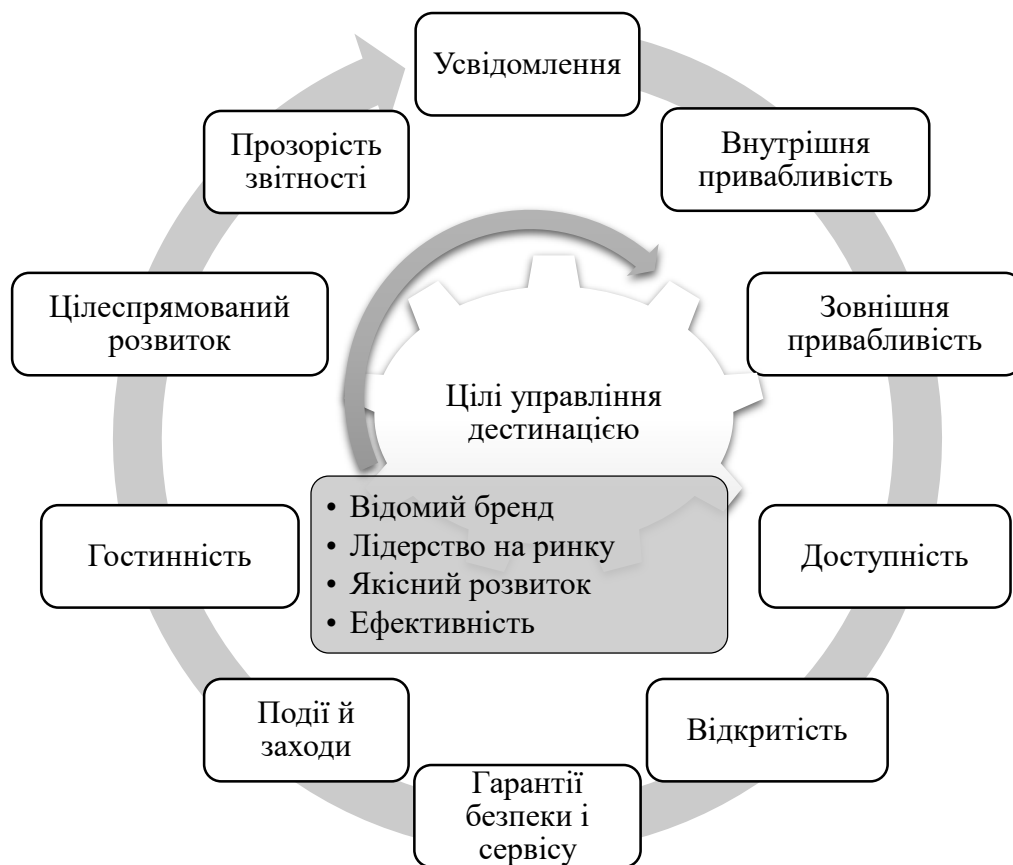 Усвідомлення
Внутрішня
привабливість
Зовнішня
привабливість
Доступність
Відкритість
Гарантії
безпеки і
сервісу
Події й
заходи
Гостинність
Цілеспрямований
розвиток
Прозорість
звітності
Цілі управління
дестинацією
• Відомий бренд
• Лідерство на ринку
• Якісний розвиток
• Ефективність